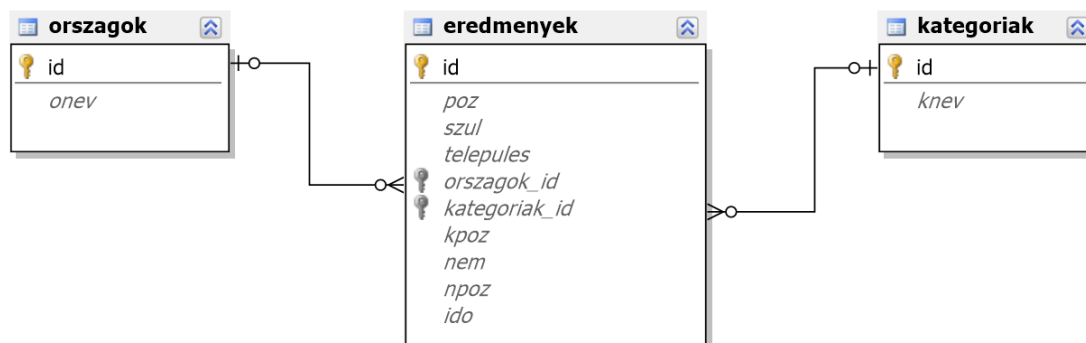 orszagok
id
onev
eredmenyek
id
poz
szul
telepules
orszagok_id
kategoriak_id
kpoz
nem
npoz
ido
kategoriak
id
knev